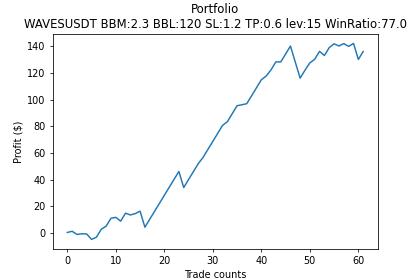 Portfolio
WAVESUSDT BBM:2.3 BBL:120 SL:1.2 TP:0.6 lev:15 WinRatio:77.0
140
120
100
80
60
40
20
0
Profit ($)
0 10 20 30 40 50 60
Trade counts